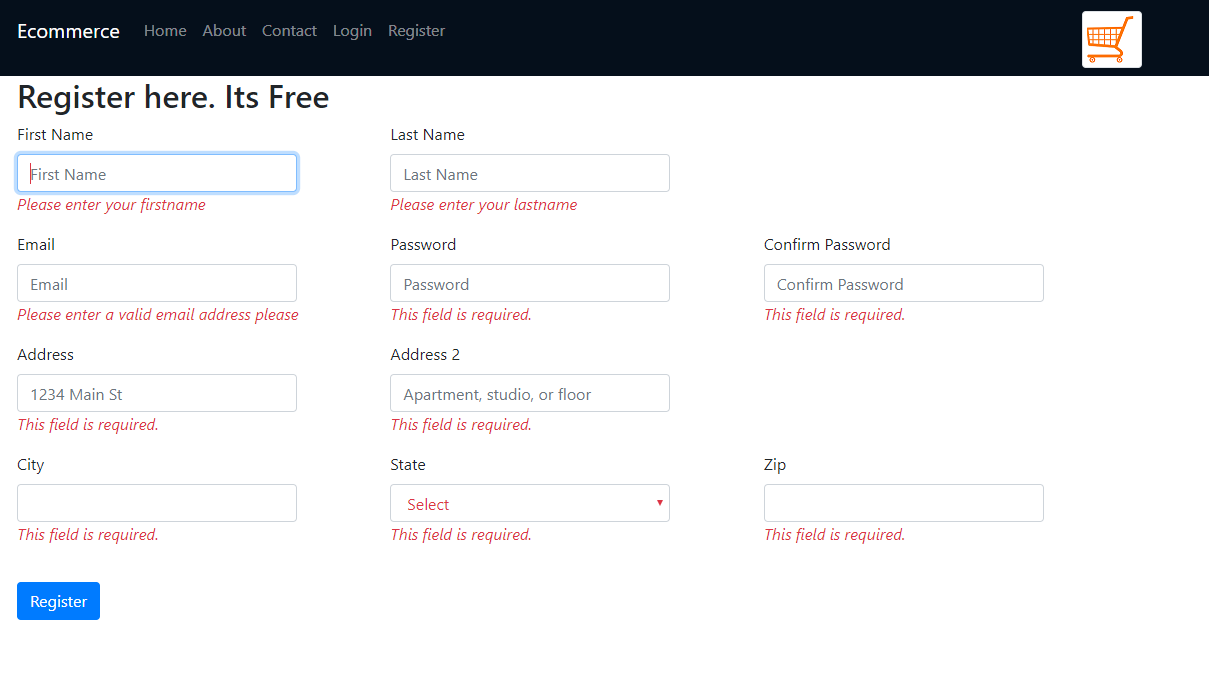 Ecommerce Home About Contact Login Register
Register here. Its Free
First Name Last Name
First Name Last Name
Please enter your firstname Please enter your lastname
Email Password Confirm Password
Email Password Confirm Password
Please enter a valid email address please This field is required. This field is required.
Address Address 2
1234 Main St Apartment, studio, or floor
This field is required. This field is required.
City State Zip
Select
This field is required. This field is required. This field is required.
Register